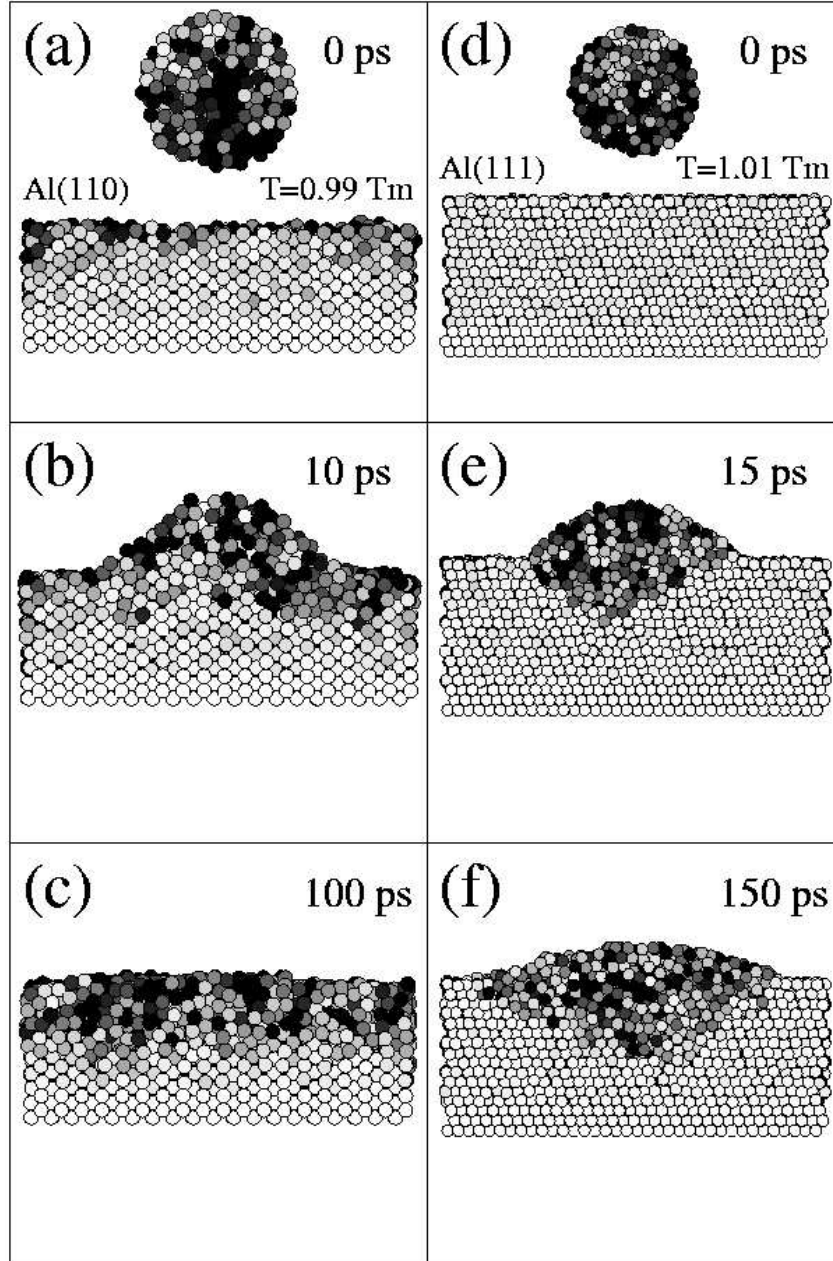 (a) 0 ps
Al(110) T=0.99 Tm
(b) 10 ps
(c) 100 ps
(d) 0 ps
Al(111) T=1.01 Tm
(e) 15 ps
(f) 150 ps